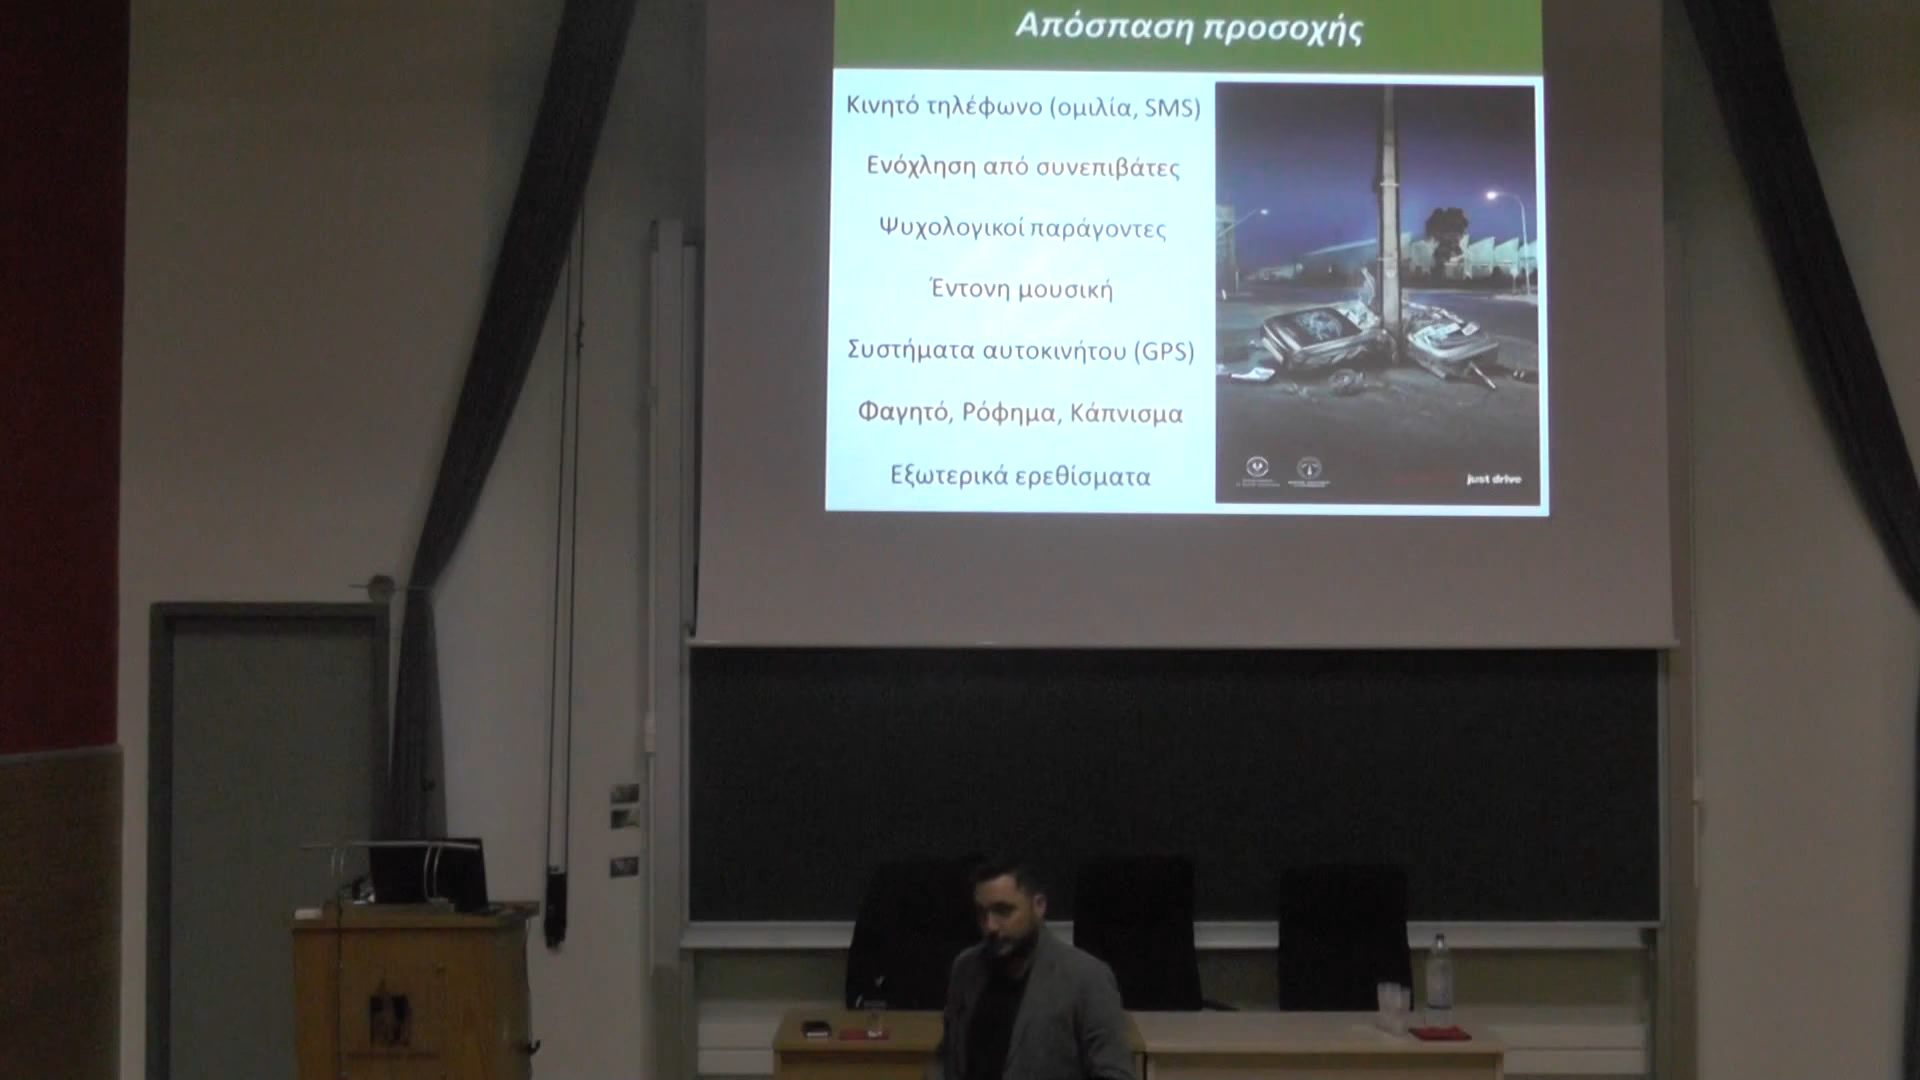 Απόσπαση προσοχής
Κινητό τηλέφωνο (ομιλία, SMS)
Ενόχληση από συνεπιβάτες
Ψυχολογικοί παράγοντες
Έντονη μουσική
Συστήματα αυτοκινήτου (GPS)
Φαγητό, Ρόφημα, Κάπνισμα
Εξωτερικά ερεθίσματα
just drive